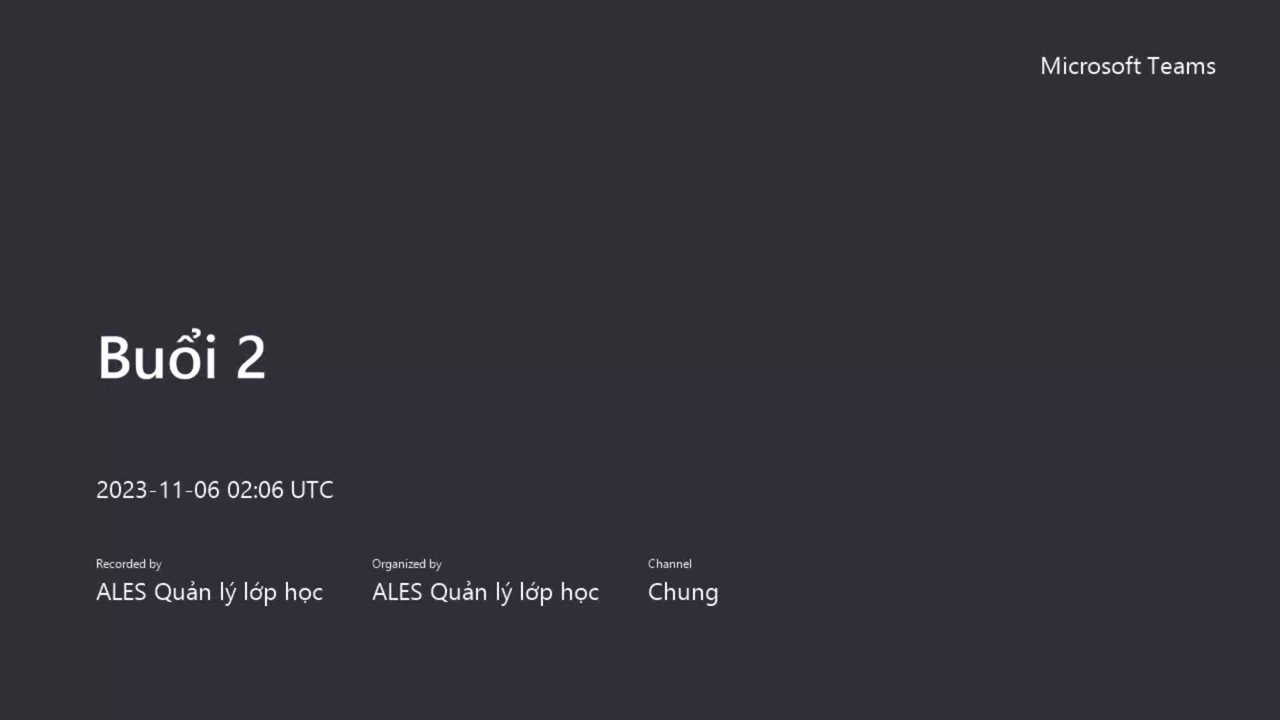 Microsoft Teams
Buổi 2
2023-11-06 02:06 UTC
Recorded by
ALES Quản lý lớp học
Organized by
ALES Quản lý lớp học
Channel
Chung